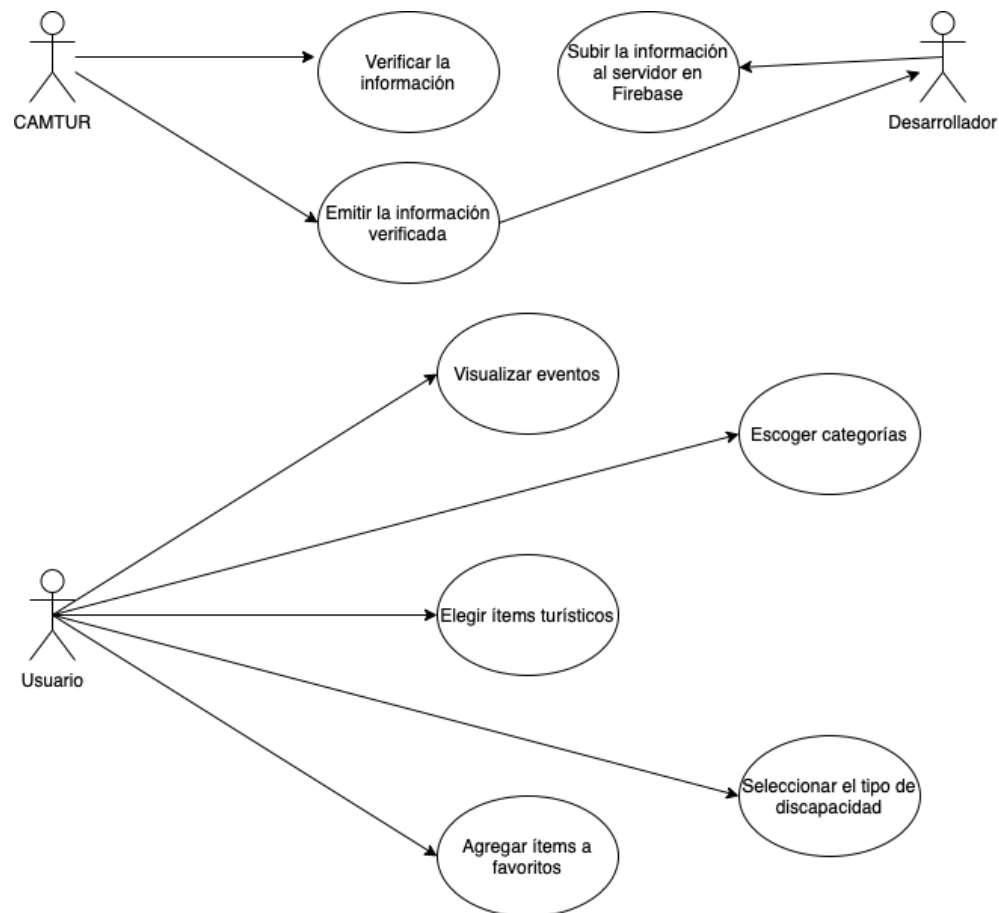 Verificar la
información
Subir la información
al servidor en
Firebase
CAMTUR
Desarrollador
Emitir la información
verificada
Visualizar eventos
Escoger categorías
Elegir ítems turísticos
Usuario
Seleccionar el tipo de
discapacidad
Agregar ítems a
favoritos